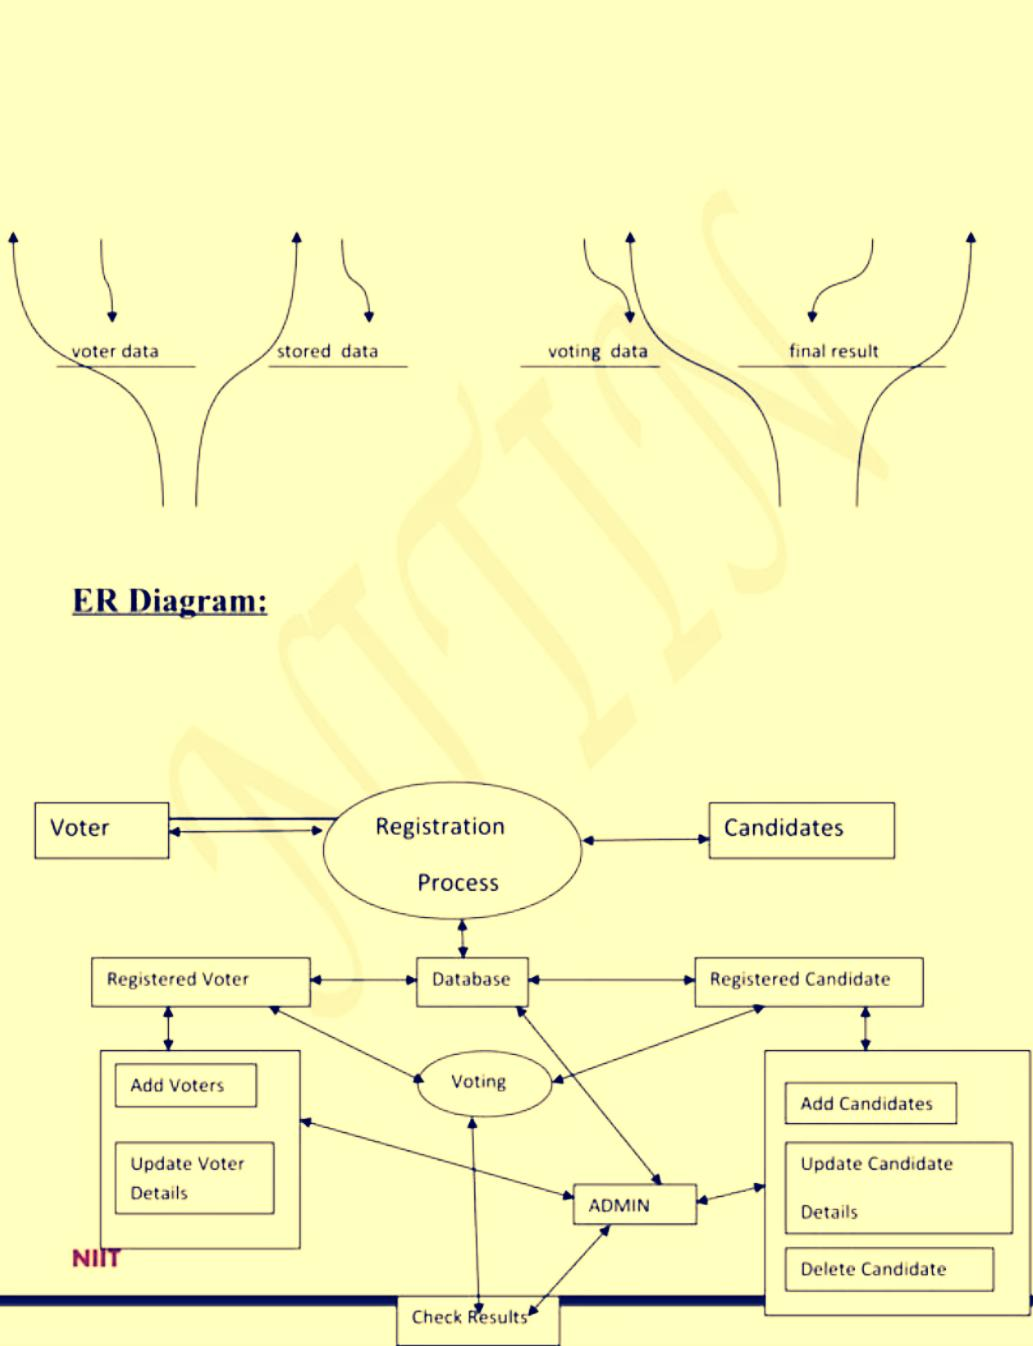 voter data
stored data
voting data
final result
ER Diagram:
Voter
Registration
Process
Candidates
Registered Voter
Database
Registered Candidate
Add Voters
Update Voter
Details
Voting
ADMIN
Add Candidates
Update Candidate
Details
Delete Candidate
NIIT
Check Results
NITIN